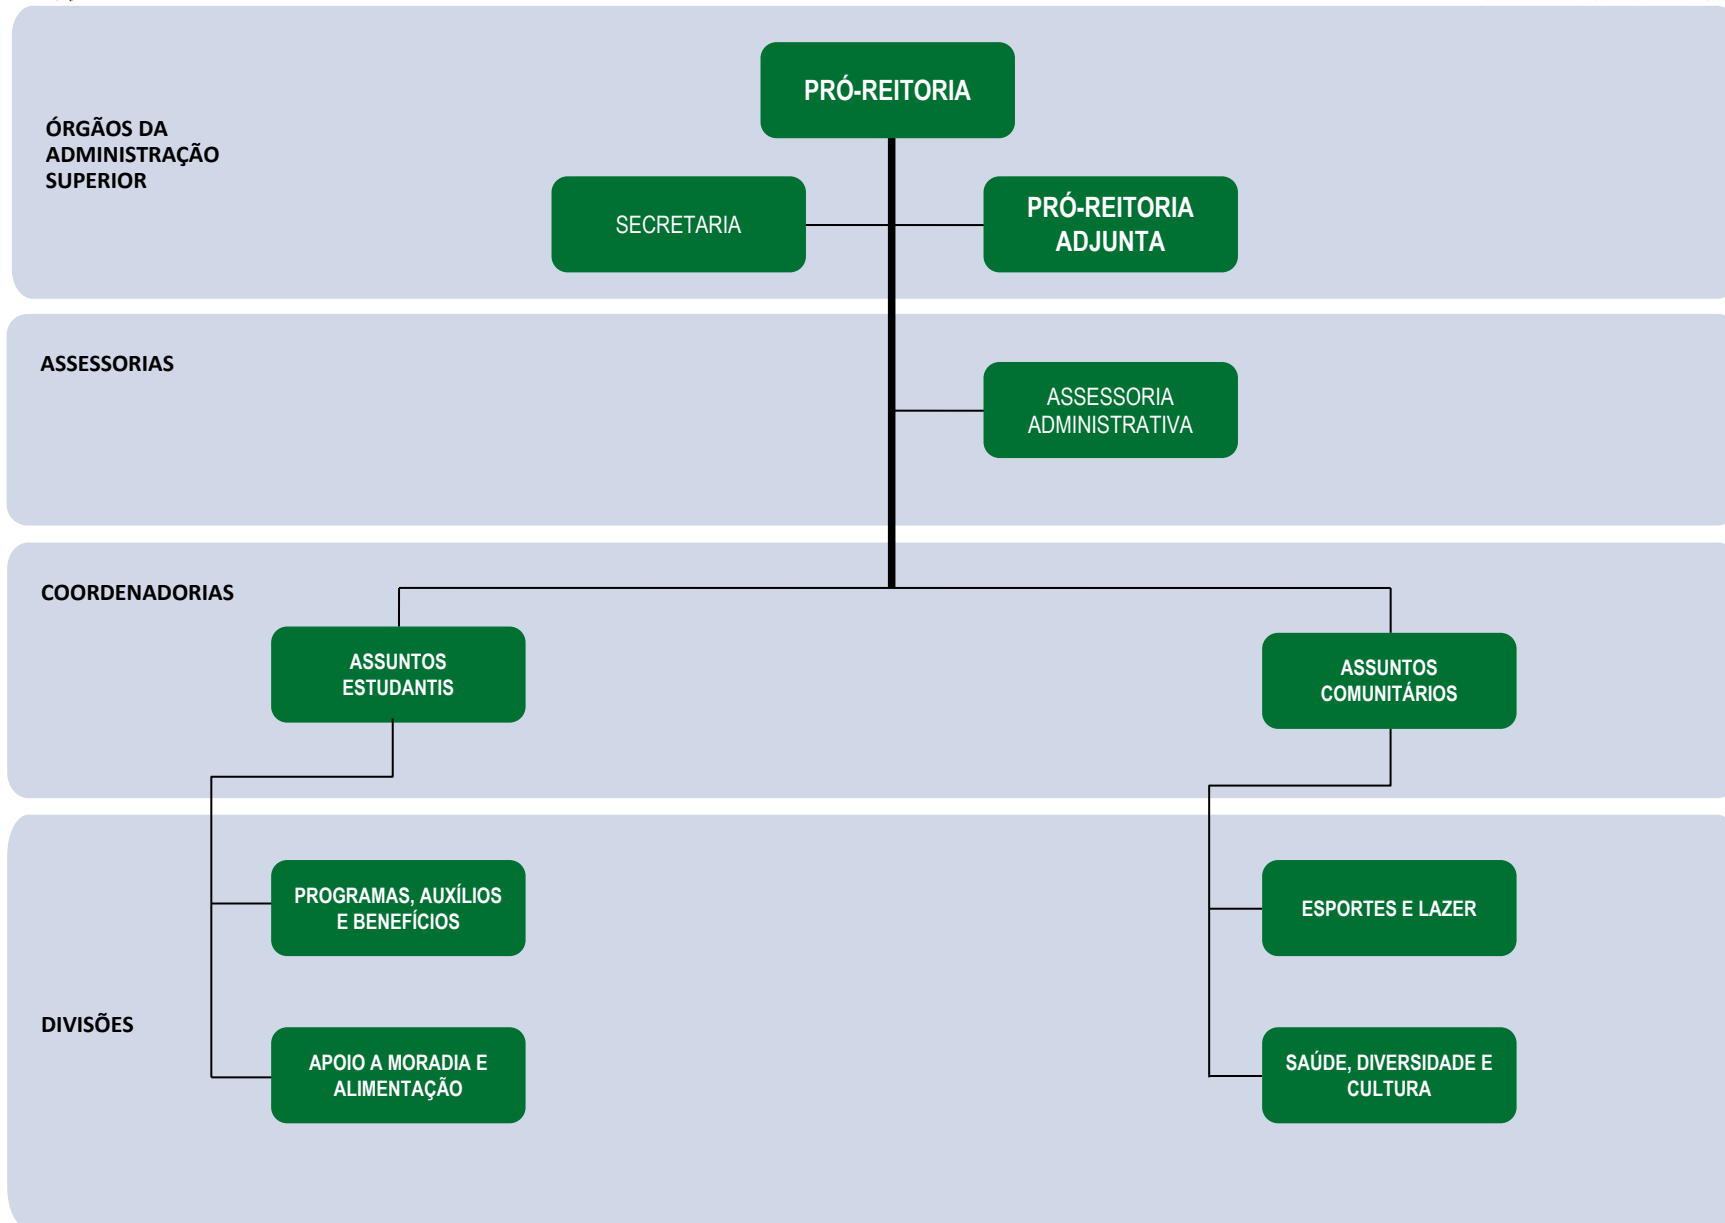 PRÓ-REITORIA
ÓRGÃOS DA
ADMINISTRAÇÃO
SUPERIOR
SECRETARIA
PRÓ-REITORIA
ADJUNTA
ASSESSORIAS
ASSESSORIA
ADMINISTRATIVA
COORDENADORIAS
ASSUNTOS
ESTUDANTIS
ASSUNTOS
COMUNITÁRIOS
PROGRAMAS, AUXÍLIOS
E BENEFÍCIOS
ESPORTES E LAZER
DIVISÕES
APOIO A MORADIA E
ALIMENTAÇÃO
SAÚDE, DIVERSIDADE E
CULTURA